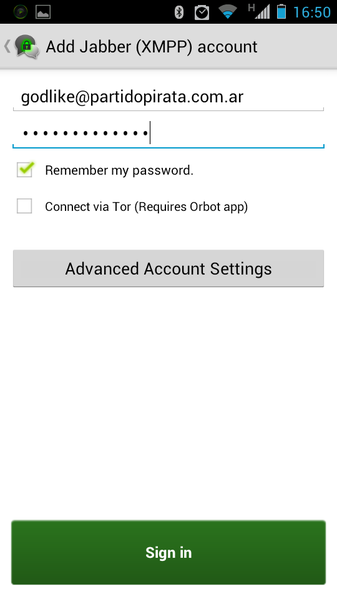 H 16:50
Add Jabber (XMPP) account
godlike@partidopirata.com.ar
•••••••••••••
Remember my password.
Connect via Tor (Requires Orbot app)
Advanced Account Settings
Sign in